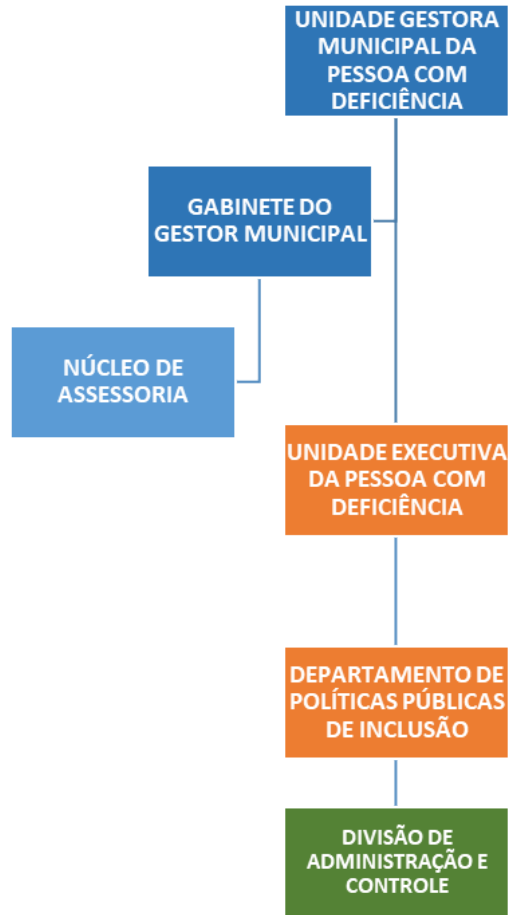 UNIDADE GESTORA
MUNICIPAL DA
PESSOA COM
DEFICIÊNCIA
GABINETE DO
GESTOR MUNICIPAL
NÚCLEO DE
ASSESSORIA
UNIDADE EXECUTIVA
DA PESSOA COM
DEFICIÊNCIA
DEPARTAMENTO DE
POLÍTICAS PÚBLICAS
DE INCLUSÃO
DIVISÃO DE
ADMINISTRAÇÃO E
CONTROLE